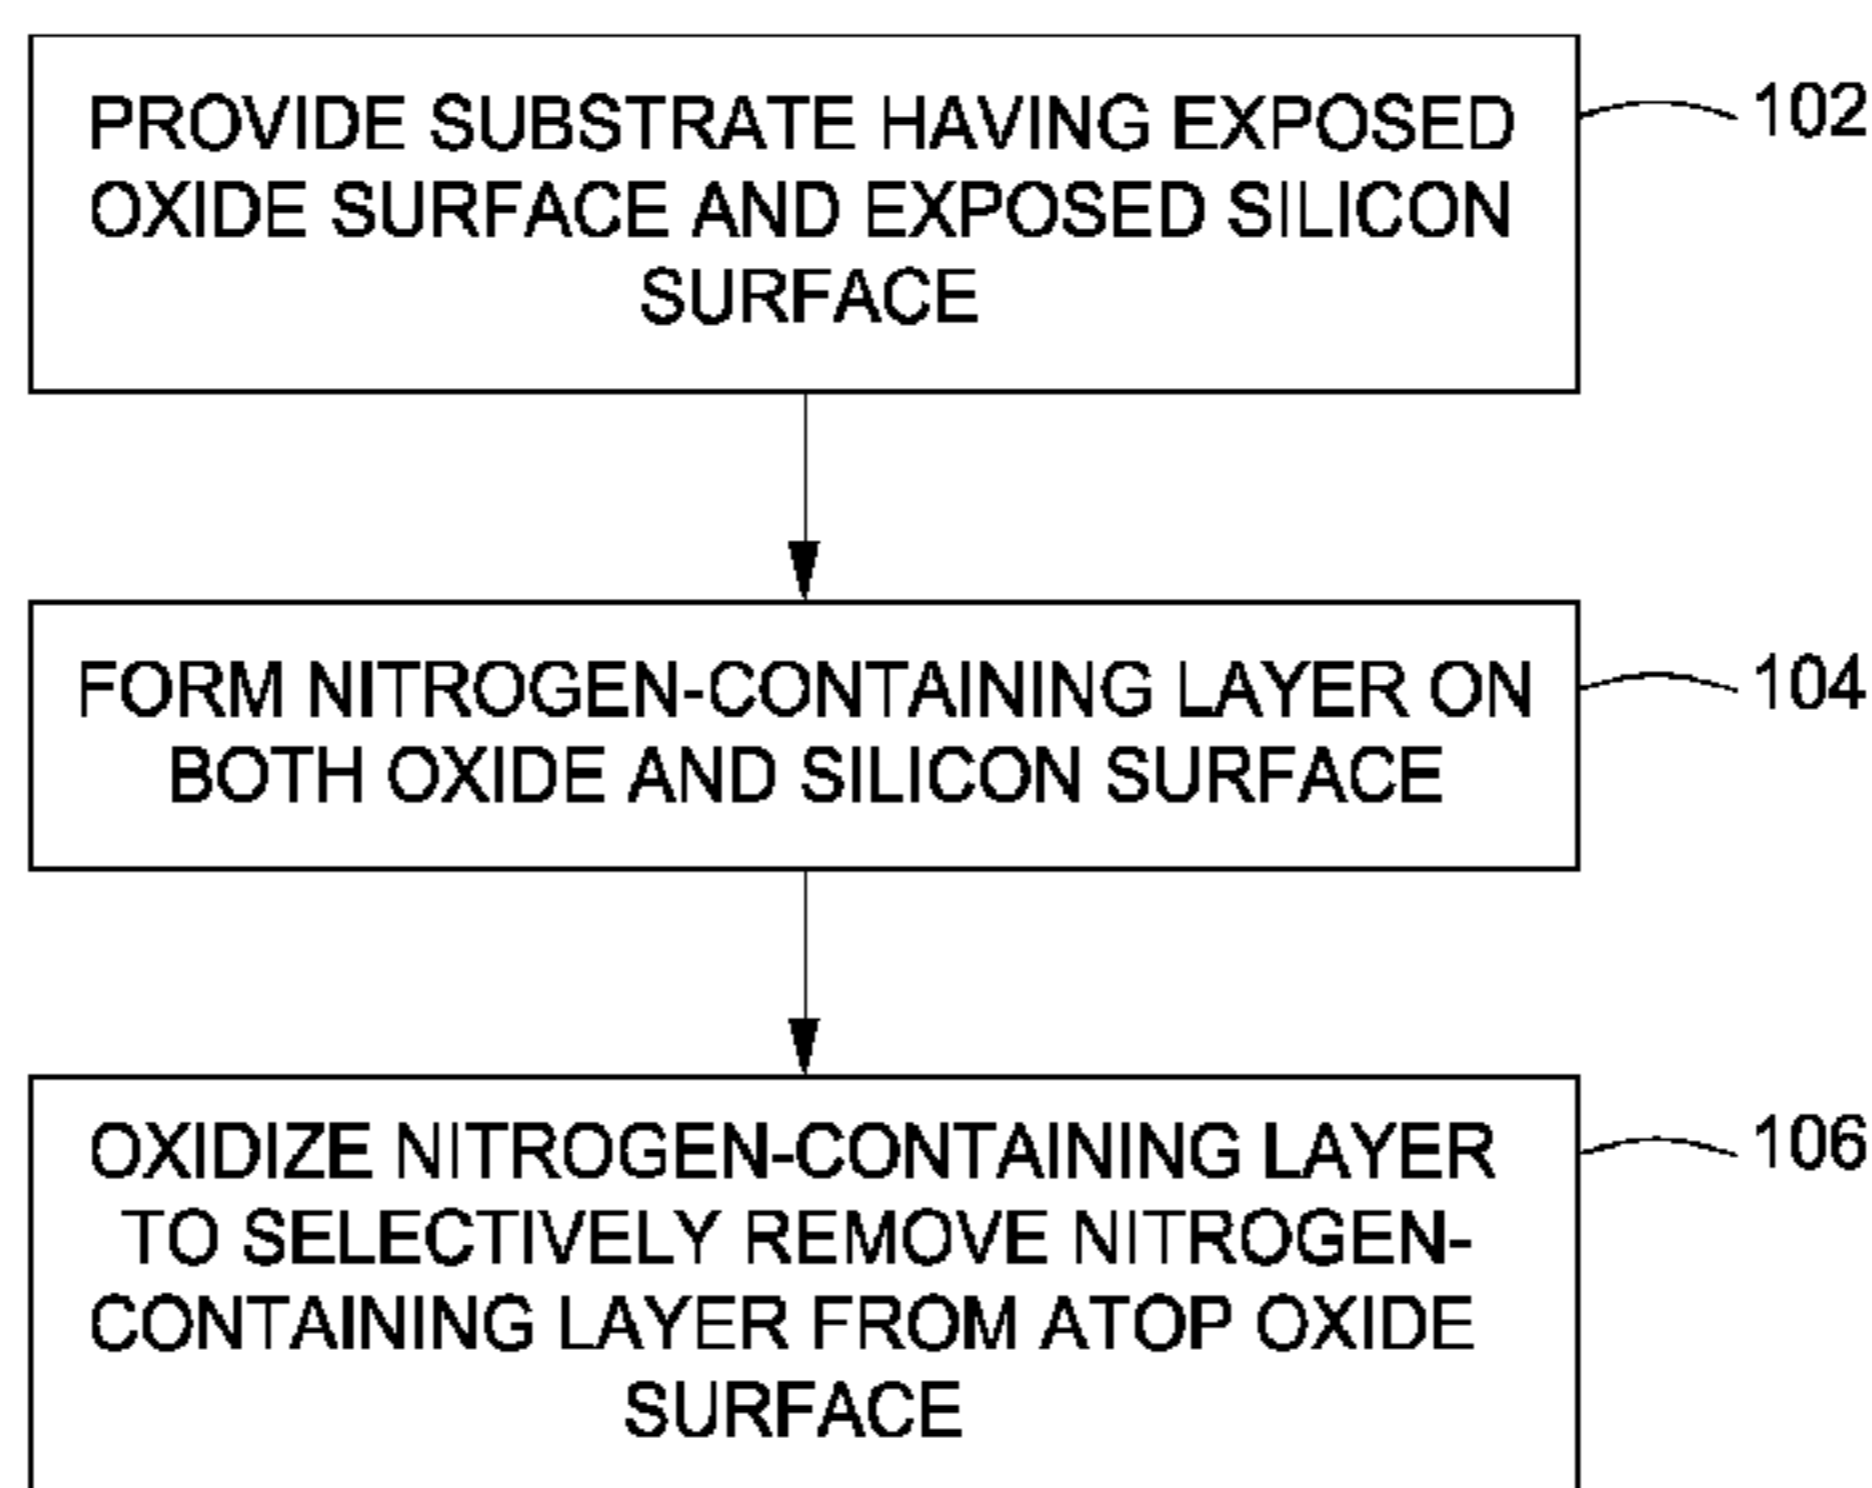 PROVIDE SUBSTRATE HAVING EXPOSED
OXIDE SURFACE AND EXPOSED SILICON
SURFACE
102
FORM NITROGEN-CONTAINING LAYER ON
BOTH OXIDE AND SILICON SURFACE
104
OXIDIZE NITROGEN-CONTAINING LAYER
TO SELECTIVELY REMOVE NITROGEN-
CONTAINING LAYER FROM ATOP OXIDE
SURFACE
106